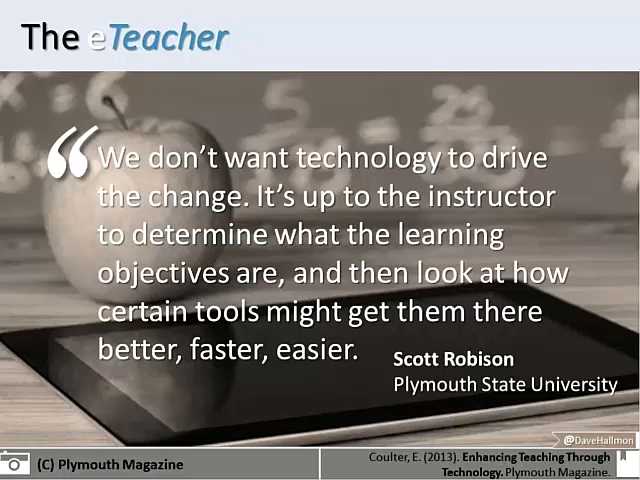 The eTeacher
“We don’t want technology to drive
the change. It’s up to the instructor
to determine what the learning
objectives are, and then look at how
certain tools might get them there
better, faster, easier.
Scott Robison
Plymouth State University
@DaveHallmon
(C) Plymouth Magazine
Coulter, E. (2013). Enhancing Teaching Through
Technology. Plymouth Magazine.